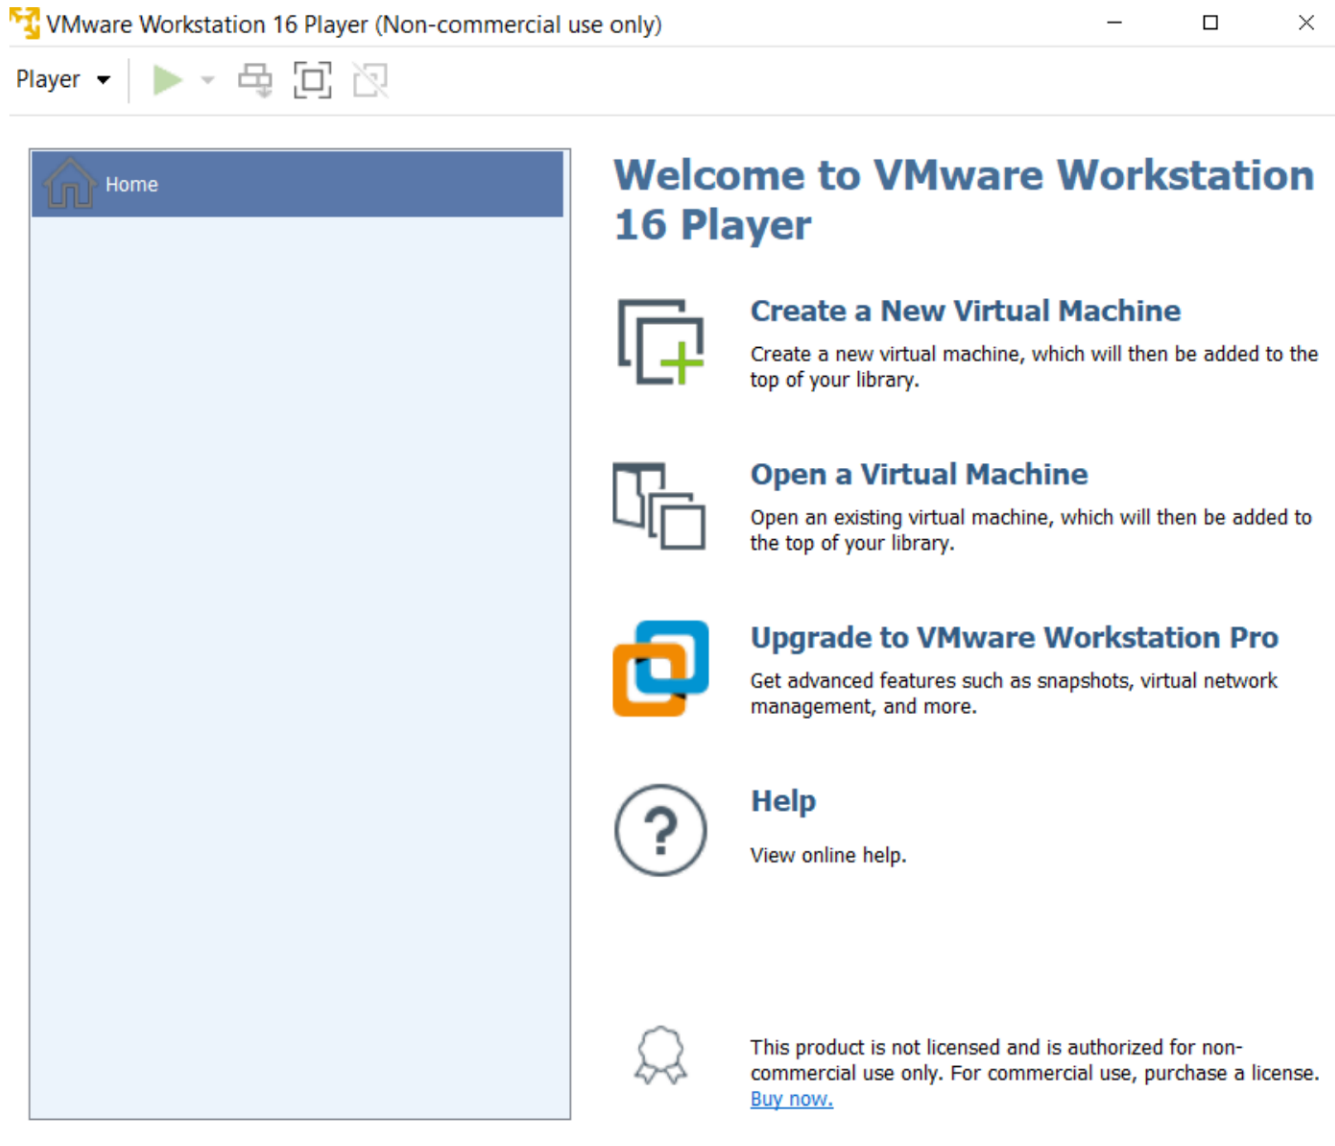 VMware Workstation 16 Player (Non-commercial use only)
Player
Home
Welcome to VMware Workstation
16 Player
Create a New Virtual Machine
Create a new virtual machine, which will then be added to the
top of your library.
Open a Virtual Machine
Open an existing virtual machine, which will then be added to
the top of your library.
Upgrade to VMware Workstation Pro
Get advanced features such as snapshots, virtual network
management, and more.
Help
View online help.
This product is not licensed and is authorized for non-
commercial use only. For commercial use, purchase a license.
Buy now.